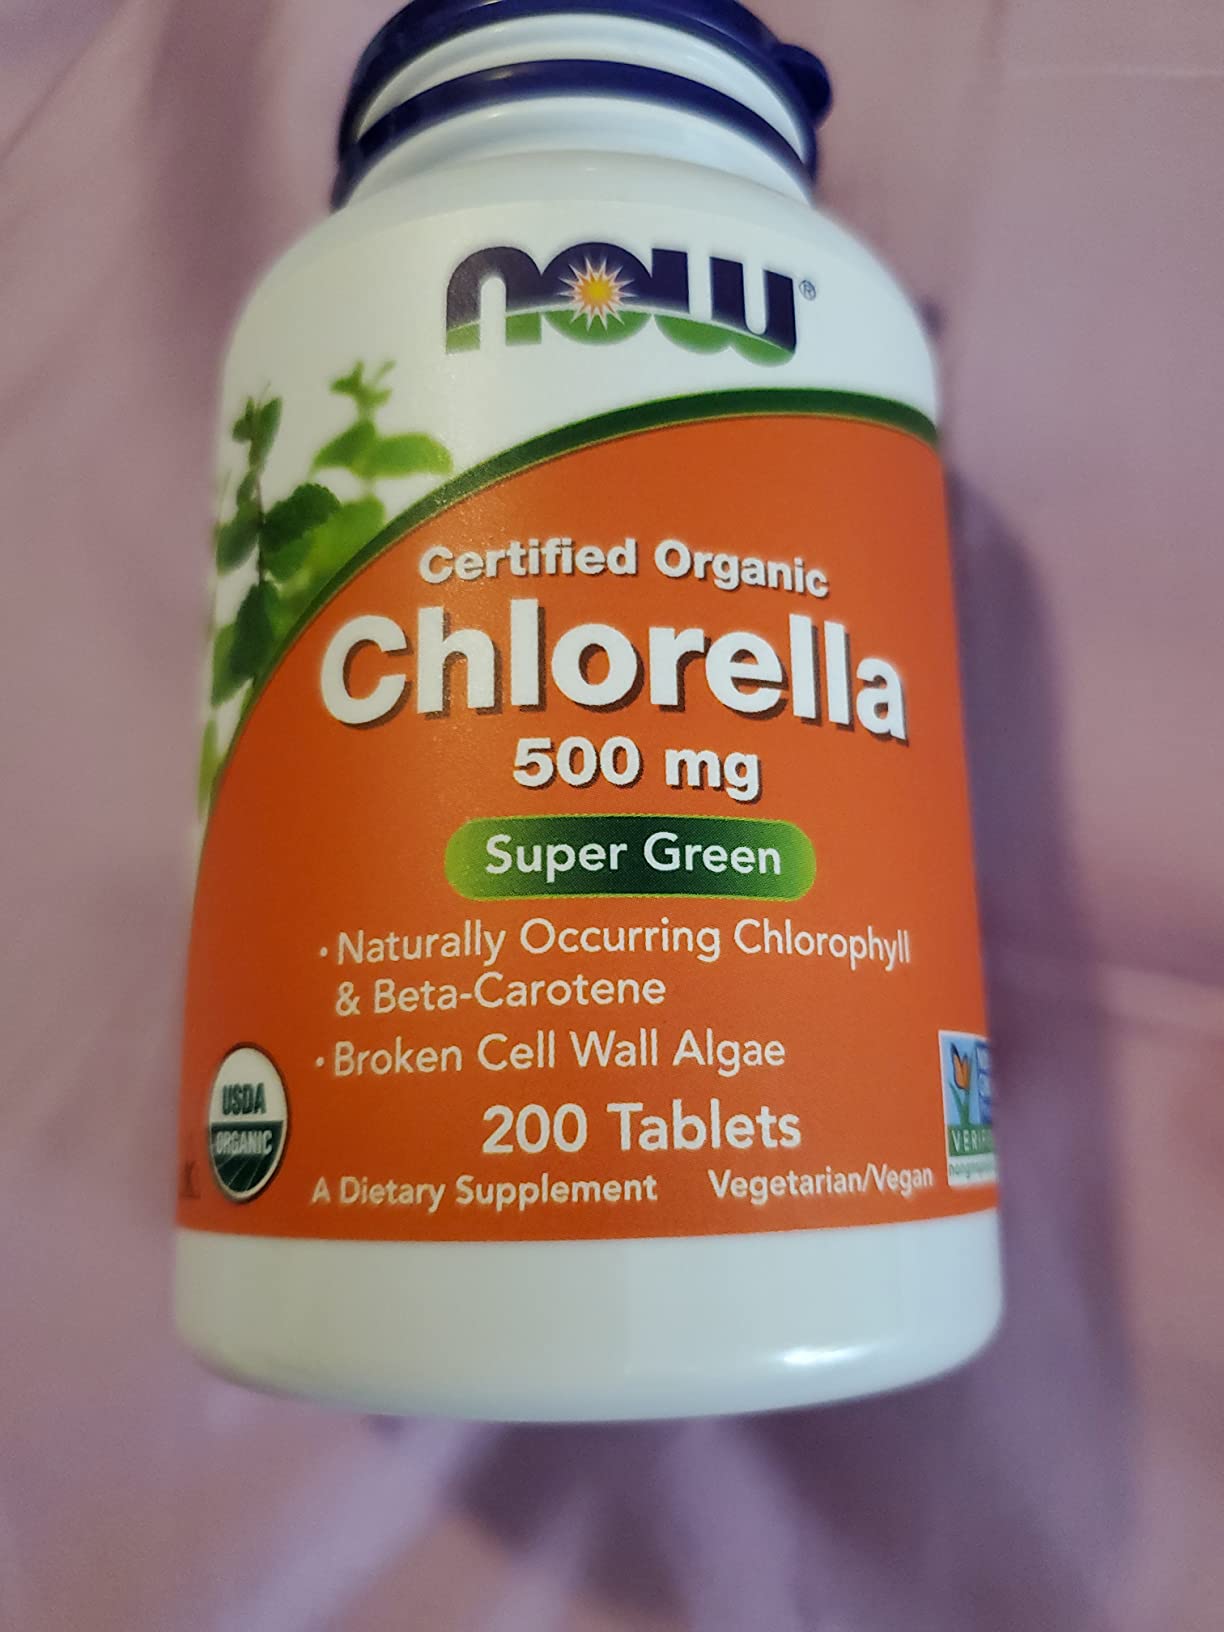 now®
Certified Organic
Chlorella
500 mg
Super Green
• Naturally Occurring Chlorophyll
& Beta-Carotene
• Broken Cell Wall Algae
200 Tablets
USDA
ORGANIC
A Dietary Supplement
Vegetarian/Vegan